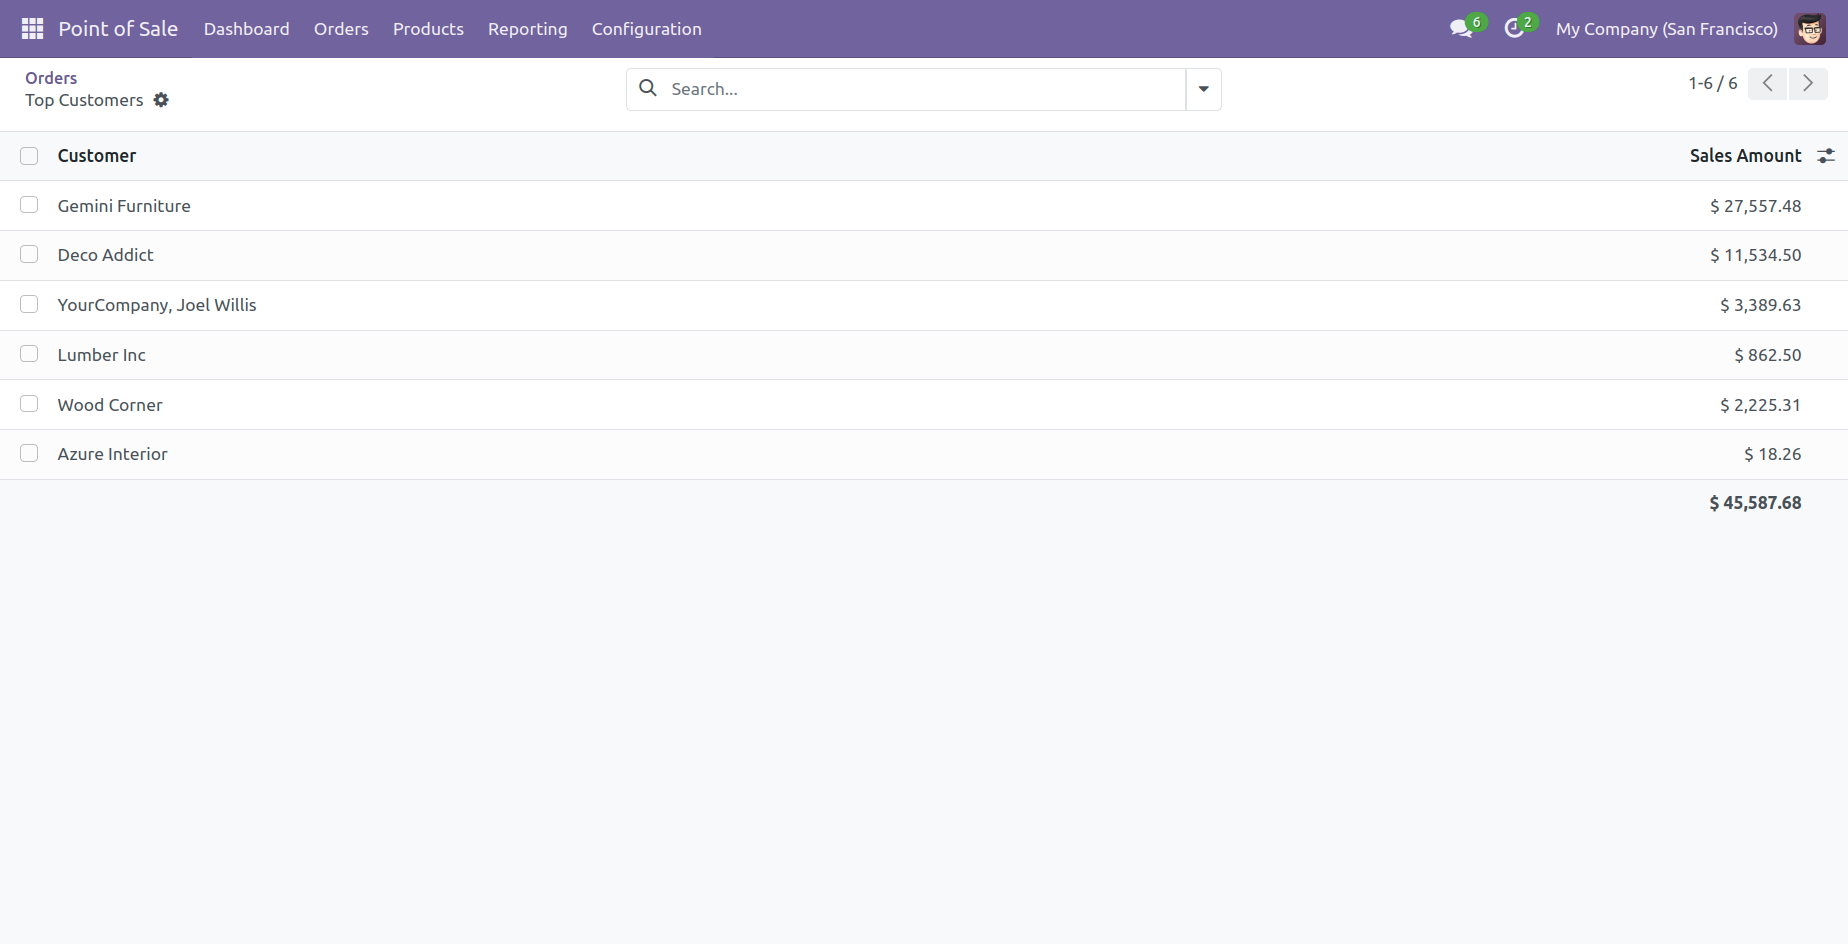 Point of Sale Dashboard Orders Products Reporting Configuration 6 2 My Company (San Francisco)
Orders
Top Customers
Search...
1-6 / 6
Customer Sales Amount
Gemini Furniture $ 27,557.48
Deco Addict $ 11,534.50
YourCompany, Joel Willis $ 3,389.63
Lumber Inc $ 862.50
Wood Corner $ 2,225.31
Azure Interior $ 18.26
$ 45,587.68